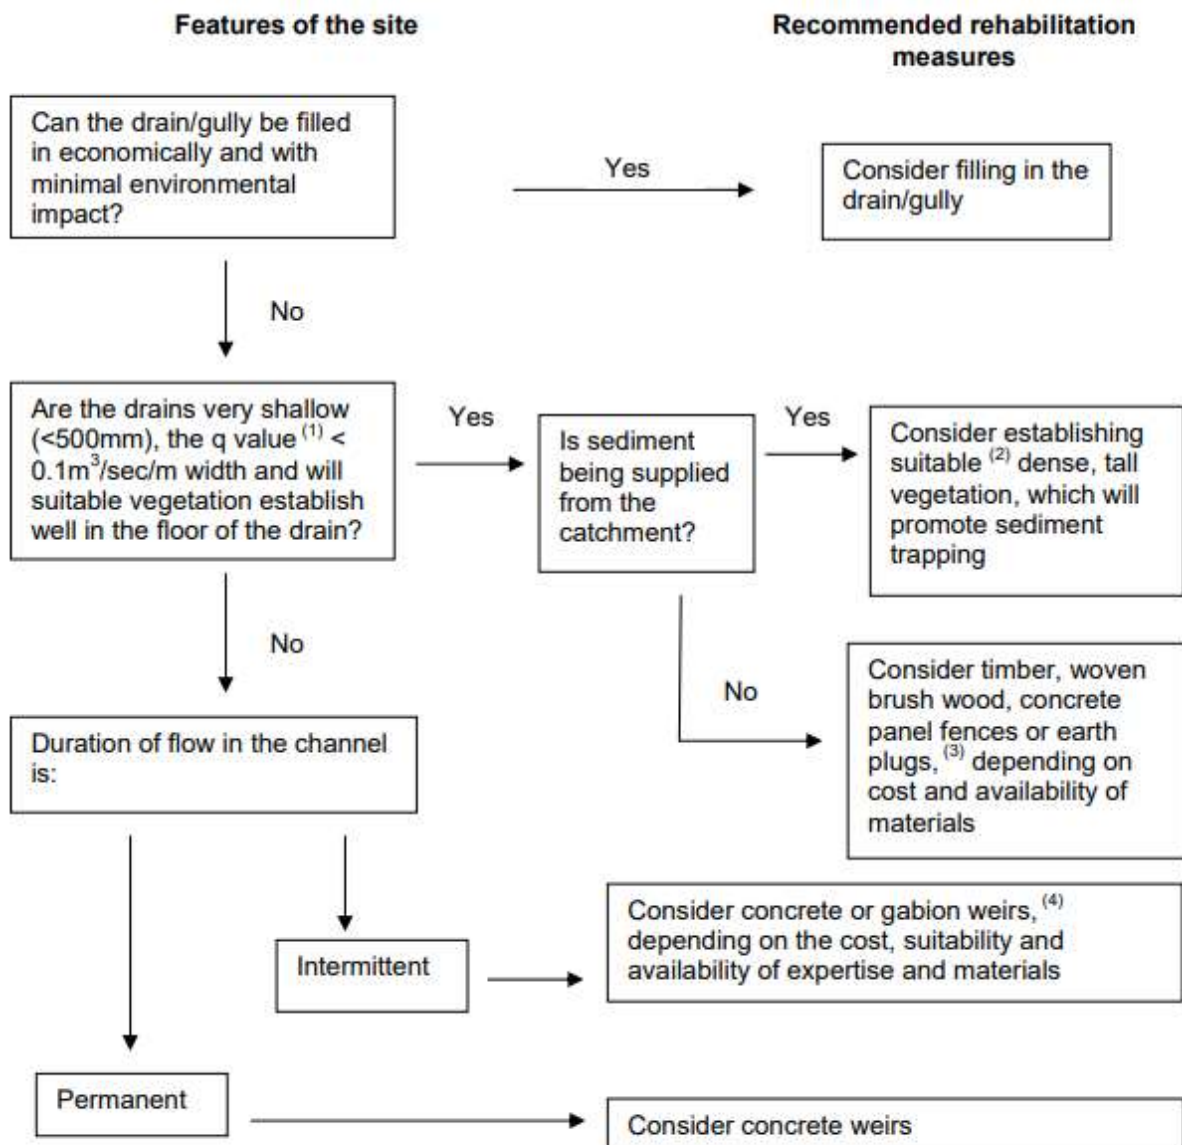 Features of the site
Recommended rehabilitation
measures
Can the drain/gully be filled
in economically and with
minimal environmental
impact?
Yes
Consider filling in the
drain/gully
No
Are the drains very shallow
(<500mm), the q value (1) <
0.1m³/sec/m width and will
suitable vegetation establish
well in the floor of the drain?
Yes
Is sediment
being supplied
from the
catchment?
Yes
Consider establishing
suitable (2) dense, tall
vegetation, which will
promote sediment
trapping
No
No
Consider timber, woven
brush wood, concrete
panel fences or earth
plugs, (3) depending on
cost and availability of
materials
Duration of flow in the channel
is:
Intermittent
Consider concrete or gabion weirs, (4)
depending on the cost, suitability and
availability of expertise and materials
Permanent
Consider concrete weirs